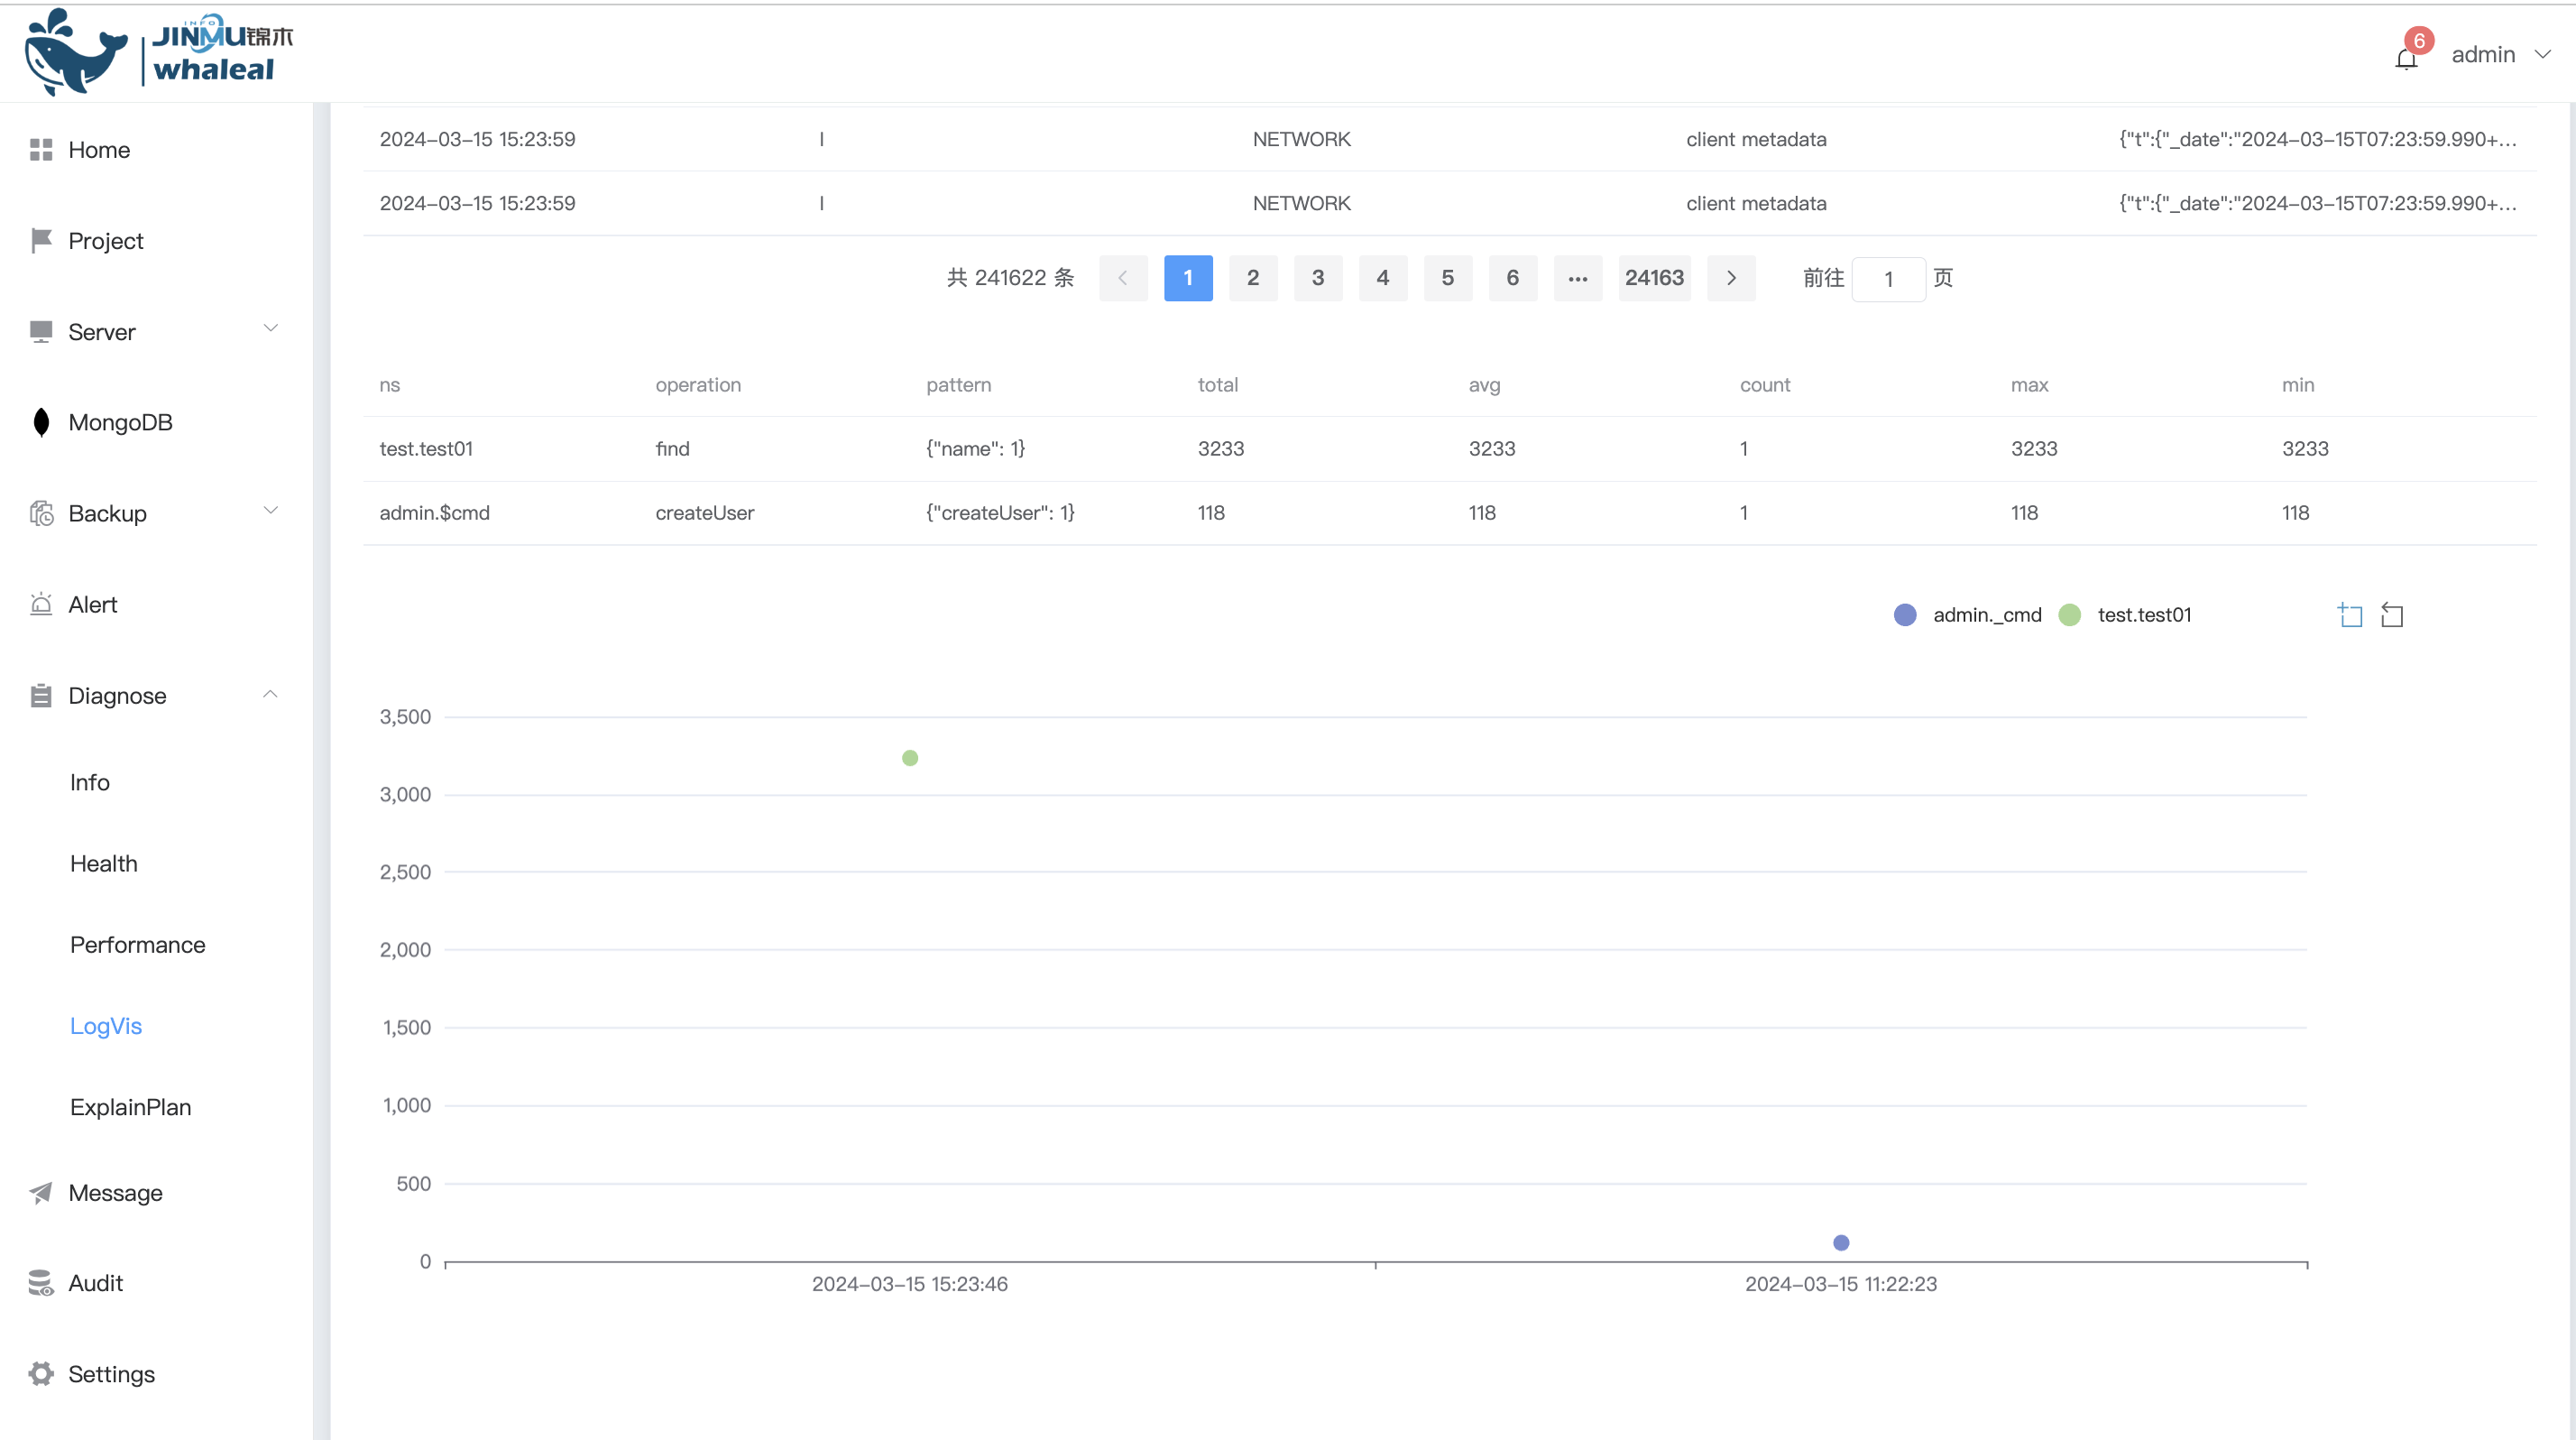 INFO
JINMU锦木
whaleal
6
admin
Home
Project
Server
MongoDB
Backup
Alert
Diagnose
Info
Health
Performance
LogVis
ExplainPlan
Message
Audit
Settings
2024-03-15 15:23:59 I NETWORK client metadata {"t":{"_date":"2024-03-15T07:23:59.990+...
2024-03-15 15:23:59 I NETWORK client metadata {"t":{"_date":"2024-03-15T07:23:59.990+...
共 241622 条 1 2 3 4 5 6 ... 24163 前往 1 页
ns operation pattern total avg count max min
test.test01 find {"name": 1} 3233 3233 1 3233 3233
admin.$cmd createUser {"createUser": 1} 118 118 1 118 118
admin._cmd test.test01
3,500
3,000
2,500
2,000
1,500
1,000
500
0
2024-03-15 15:23:46 2024-03-15 11:22:23